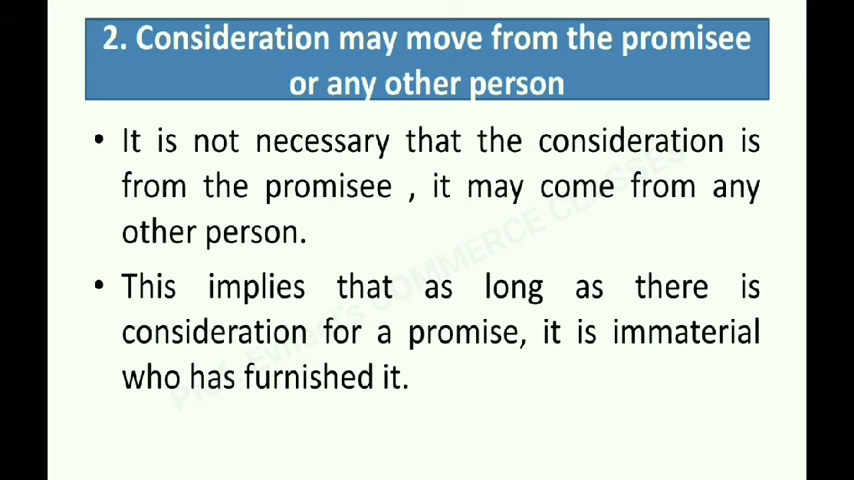 2. Consideration may move from the promisee
or any other person
• It is not necessary that the consideration is
from the promisee , it may come from any
other person.
• This implies that as long as there is
consideration for a promise, it is immaterial
who has furnished it.
COMMERCE CLASSES